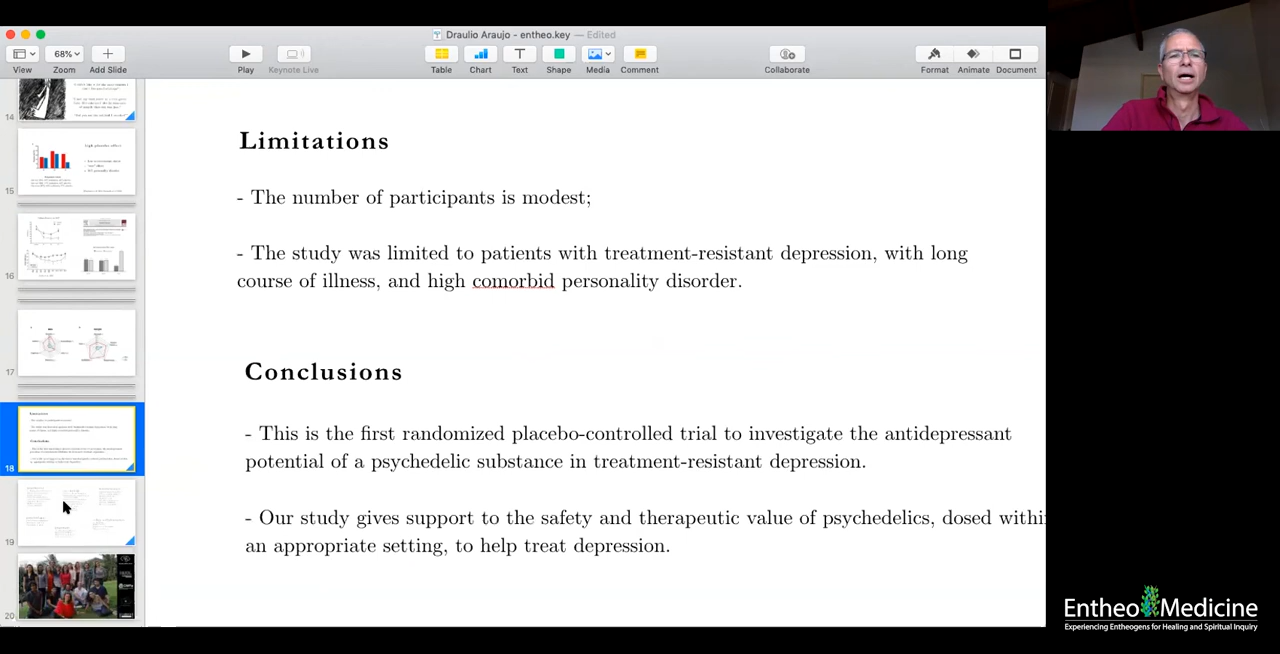 Draulio Araujo - entheo.key — Edited
68%
View
Zoom
Add Slide
Play
Keynote Live
Table
Chart
Text
Shape
Media
Comment
Collaborate
Format
Animate
Document
14
15
High placebo effect
16
17
18
19
20
Limitations
- The number of participants is modest;
- The study was limited to patients with treatment-resistant depression, with long
course of illness, and high comorbid personality disorder.
Conclusions
- This is the first randomized placebo-controlled trial to investigate the antidepressant
potential of a psychedelic substance in treatment-resistant depression.
- Our study gives support to the safety and therapeutic value of psychedelics, dosed withi
an appropriate setting, to help treat depression.
Entheo Medicine
Experiencing Entheogens for Healing and Spiritual Inquiry